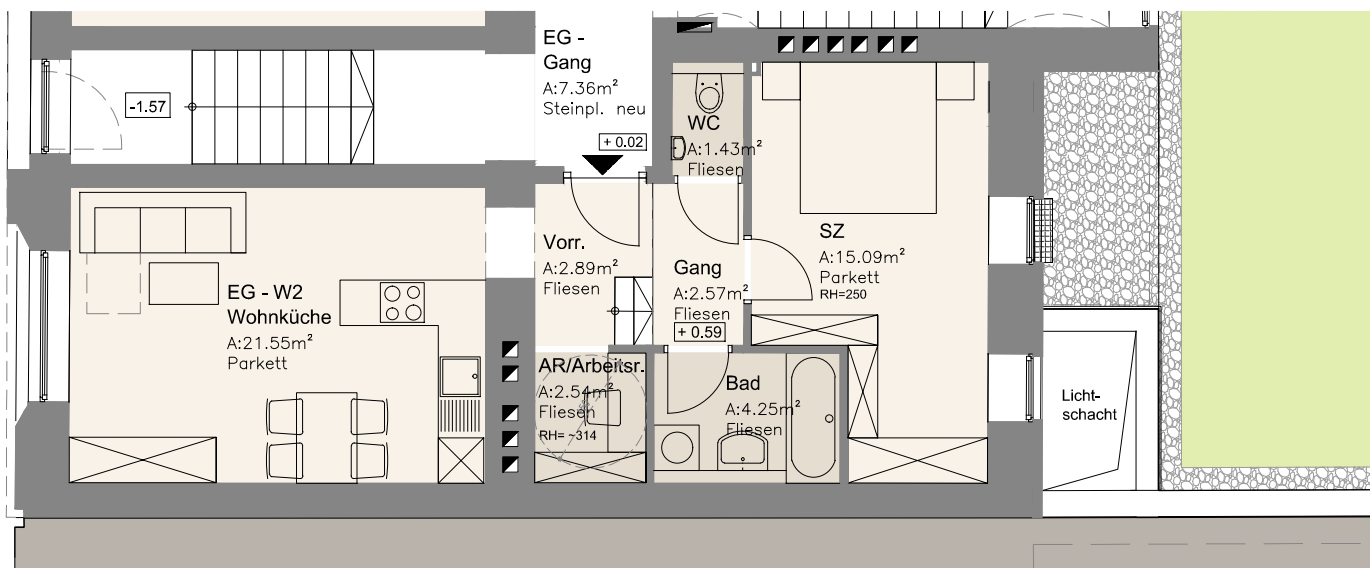 EG -
Gang
A:7.36m²
Steinpl. neu
+ 0.02
-1.57
WC
A:1.43m²
Fliesen
SZ
A:15.09m²
Parkett
RH=250
Vorr.
A:2.89m²
Fliesen
Gang
A:2.57m²
Fliesen
+ 0.59
EG - W2
Wohnküche
A:21.55m²
Parkett
AR/Arbeitsr.
A:2.54m²
Fliesen
RH= ~314
Bad
A:4.25m²
Fliesen
Licht-
schacht